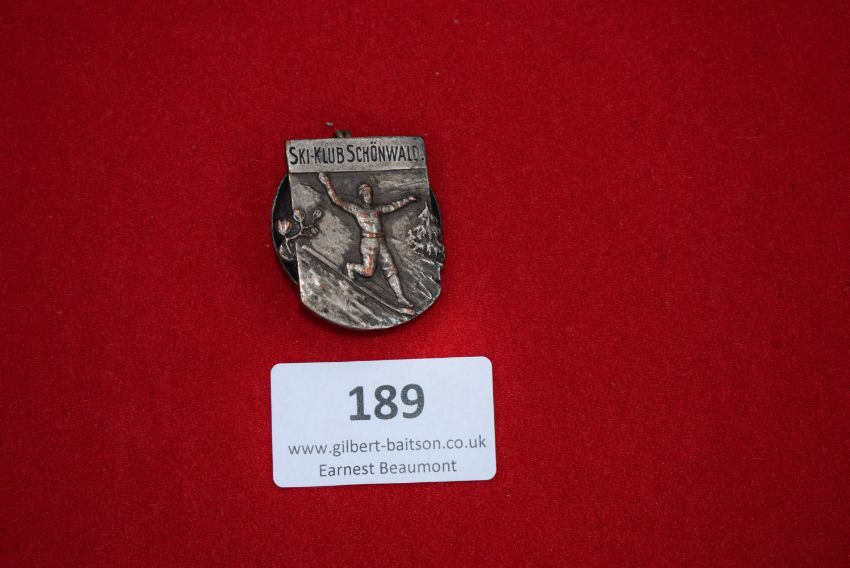 SKI-KLUB SCHÖNWALD.
189
www.gilbert-baitson.co.uk
Earnest Beaumont